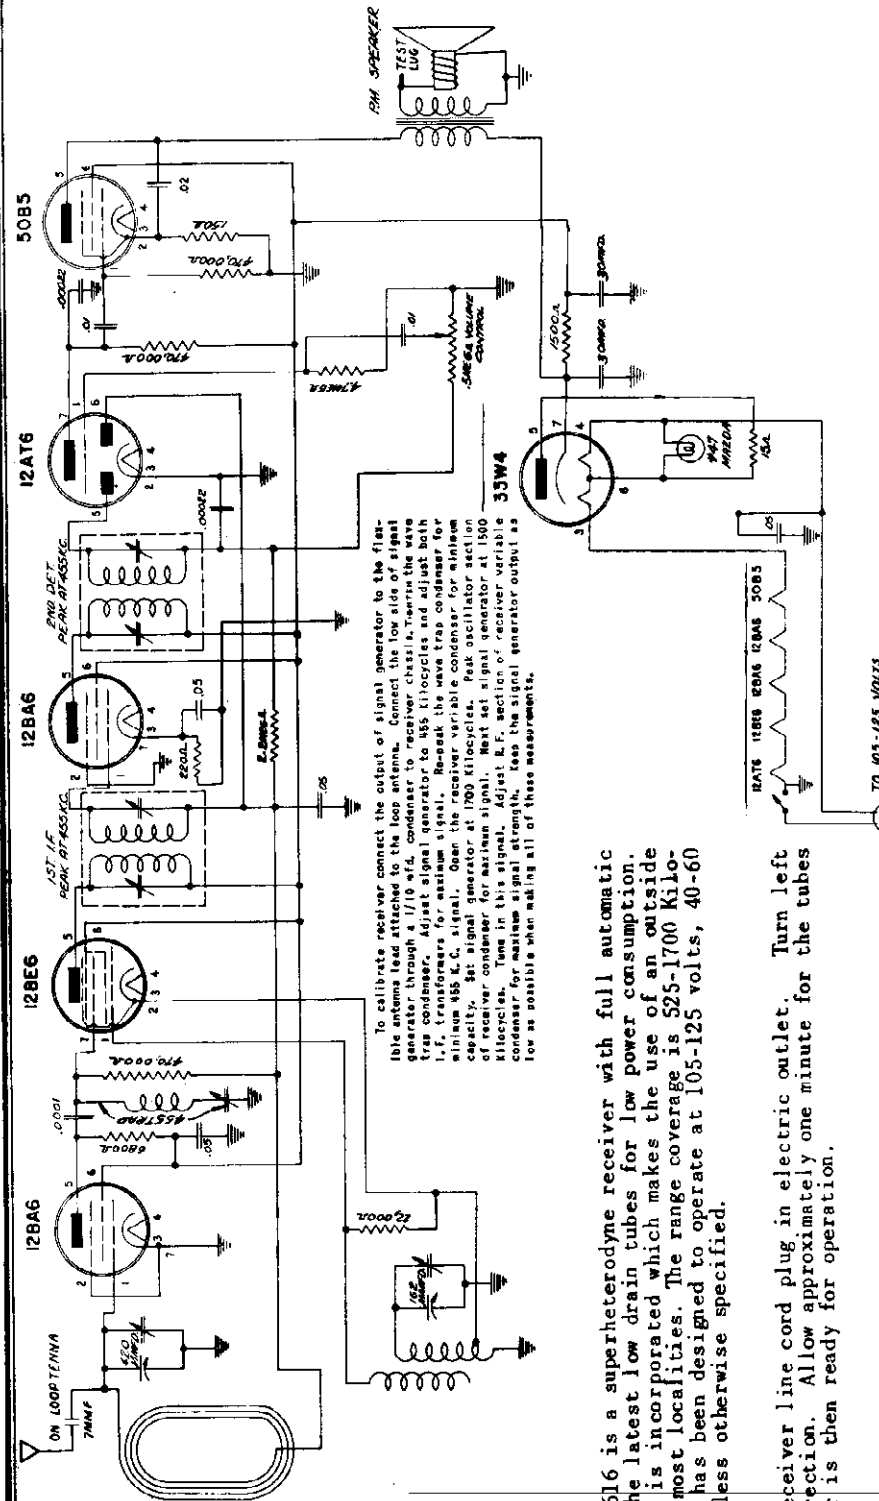 12BA6
12BE6
12BA6
12AT6
50B5
P.M. SPEAKER
TEST
LUG
ON LOOP TENNA
7MMF
420
MMFD.
.0001
6800Ω
455 TRAP
470,000Ω
.05
1ST I.F
PEAK AT 455 KC.
220Ω
.05
2ND DET.
PEAK AT 455 KC.
.00022
2.2MEGΩ
.05
470,000Ω
.01
.00022
470,000Ω
150Ω
.02
4.7MEGΩ
.01
.5MEGΩ VOLUME
CONTROL
162
MMFD.
22,000Ω
To calibrate receiver connect the output of signal generator to the flex-
ible antenna lead attached to the loop antenna. Connect the low side of signal
generator through a 1/10 mfd. condenser to receiver chassis. Tighten the wave
trap condenser. Adjust signal generator to 455 Kilocycles and adjust both
I.F. transformers for maximum signal. Re-peak the wave trap condenser for
minimum 455 K.C. signal. Open the receiver variable condenser for minimum
capacity. Set signal generator at 1700 Kilocycles. Peak oscillator section
of receiver condenser for maximum signal. Next set signal generator at 1500
Kilocycles. Tune in this signal. Adjust R.F. section of receiver variable
condenser for maximum signal strength. Keep the signal generator output as
low as possible when making all of these measurements.
35W4
1500Ω
30MFD.
30MFD.
#47
MAZDA
15Ω
.05
12AT6 12BE6 12BA6 12BA6 50B5
TO 105-125 VOLTS
616 is a superheterodyne receiver with full automatic
he latest low drain tubes for low power consumption.
is incorporated which makes the use of an outside
most localities. The range coverage is 525-1700 Kilo-
has been designed to operate at 105-125 volts, 40-60
less otherwise specified.
ceiver line cord plug in electric outlet. Turn left
ection. Allow approximately one minute for the tubes
is then ready for operation.